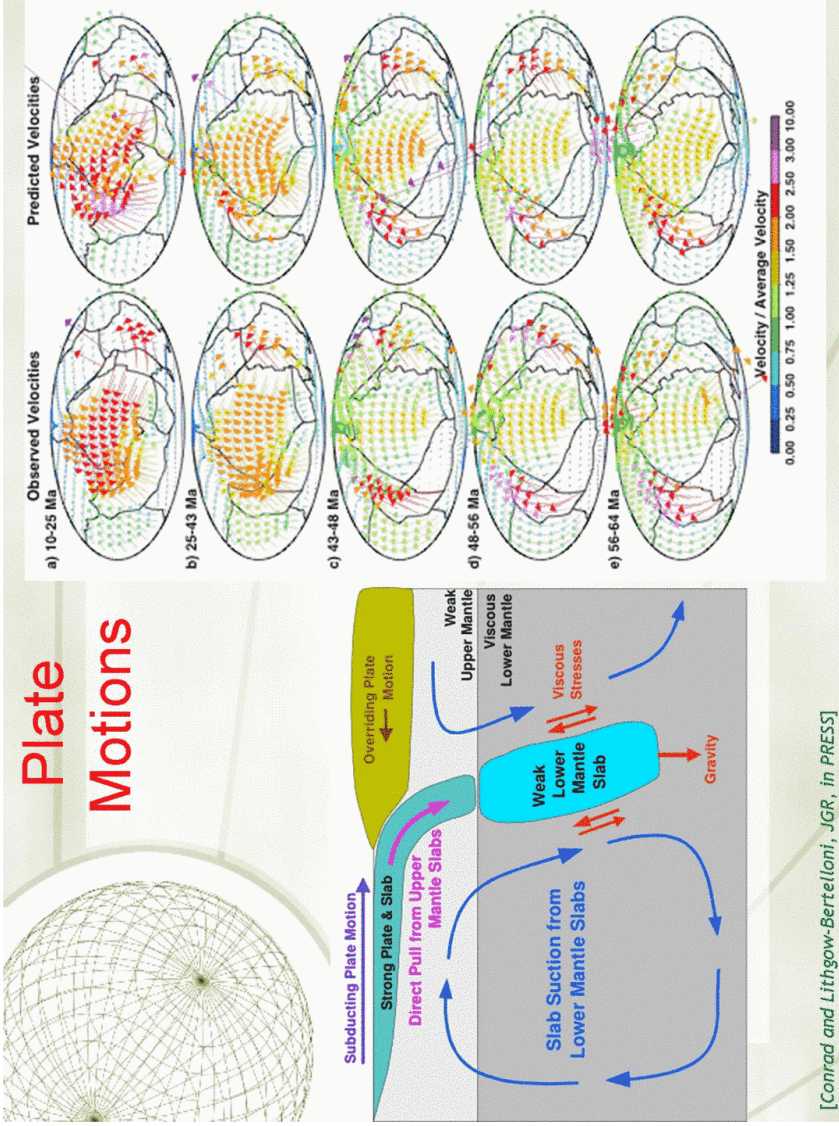 Plate
Motions
Subducting Plate Motion
Overriding Plate
Motion
Strong Plate & Slab
Direct Pull from Upper
Mantle Slabs
Weak
Upper Mantle
Viscous
Lower Mantle
Weak
Lower
Mantle
Slab
Viscous
Stresses
Slab Suction from
Lower Mantle Slabs
Gravity
Observed Velocities
Predicted Velocities
a) 10-25 Ma
b) 25-43 Ma
c) 43-48 Ma
d) 48-56 Ma
e) 56-64 Ma
Velocity / Average Velocity
0.00 0.25 0.50 0.75 1.00 1.25 1.50 2.00 2.50 3.00 10.00
[Conrad and Lithgow-Bertelloni, JGR, in PRESS]